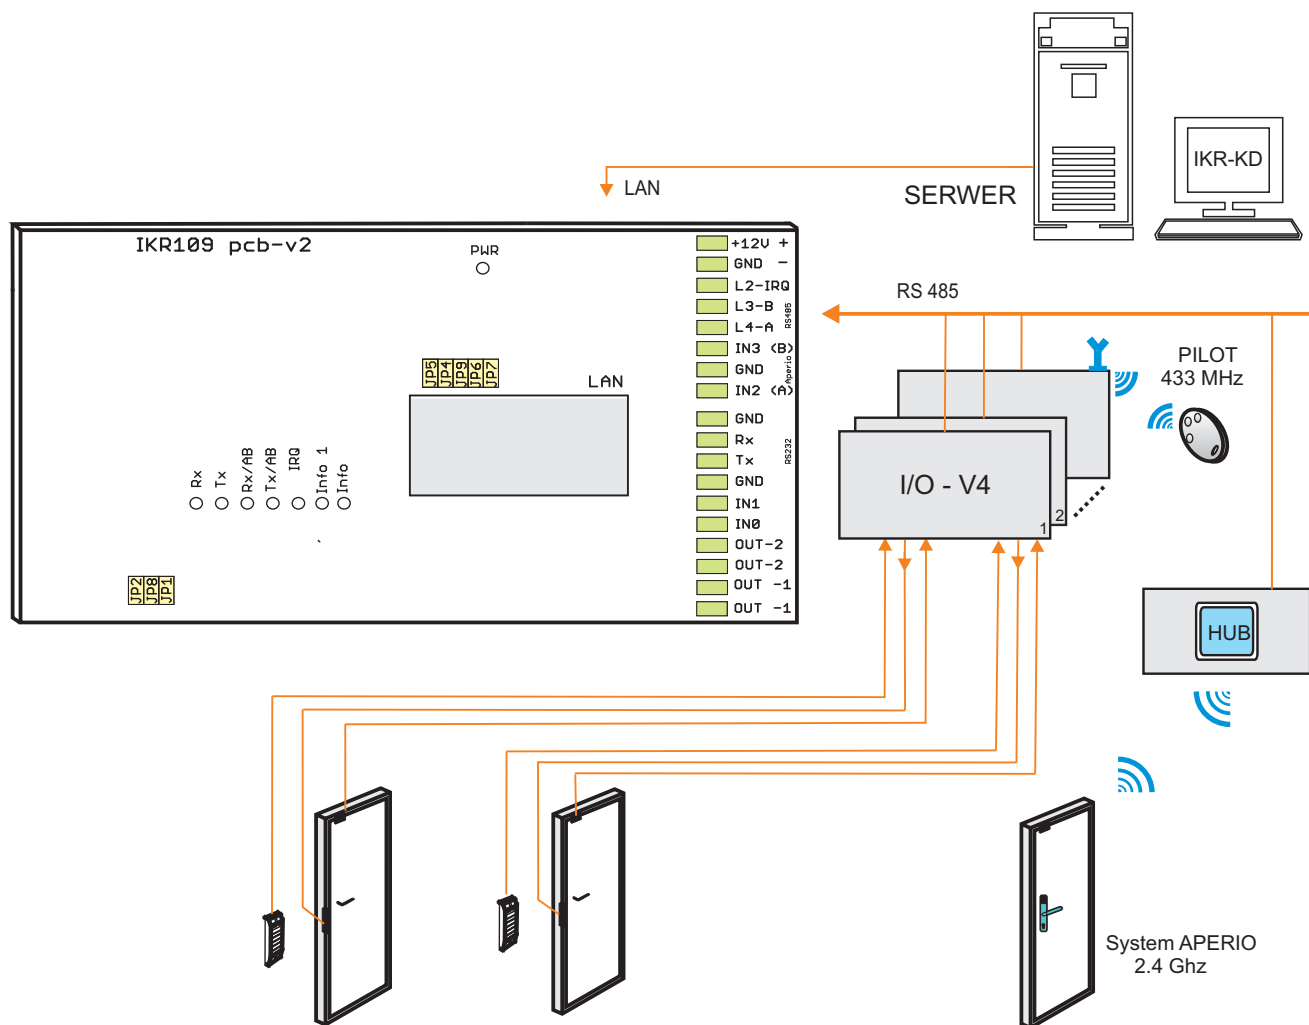 IKR-KD
LAN
SERWER
IKR109 pcb-v2
PWR
+12V +
GND -
L2-IRQ
L3-B
L4-A
RS485
IN3 (B)
GND
IN2 (A)
Aperio
GND
Rx
Tx
RS232
GND
IN1
IN0
OUT-2
OUT-2
OUT -1
OUT -1
JP5
JP4
JP9
JP6
JP7
LAN
Rx
Tx
Rx/AB
Tx/AB
IRQ
Info 1
Info
JP2
JP8
JP1
RS 485
PILOT
433 MHz
I/O - V4
1
2
HUB
System APERIO
2.4 Ghz